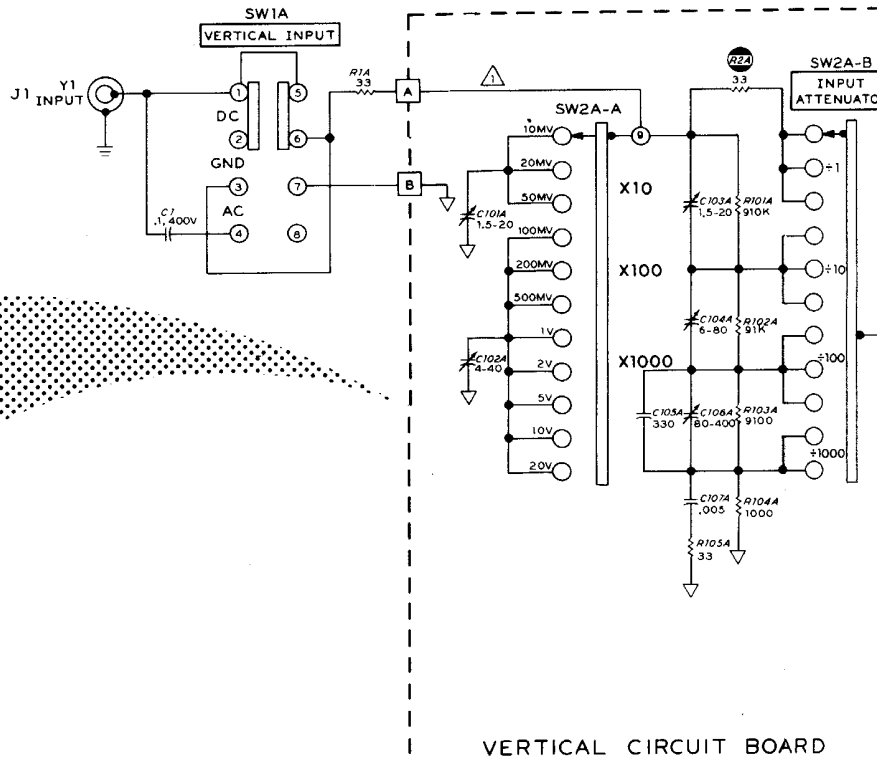 SW1A
VERTICAL INPUT
J1
Y1
INPUT
1
5
DC
2
6
GND
3
7
AC
4
8
C1
.1, 400V
R1A
33
A
B
1
SW2A-A
9
10MV
20MV
50MV
100MV
200MV
500MV
1V
2V
5V
10V
20V
C101A
1.5-20
C102A
4-40
X10
X100
X1000
R2A
33
SW2A-B
INPUT
ATTENUATO
÷1
÷10
÷100
÷1000
C103A
1.5-20
R101A
910K
C104A
6-80
R102A
91K
C105A
330
C106A
80-400
R103A
9100
C107A
.005
R104A
1000
R105A
33
VERTICAL CIRCUIT BOARD